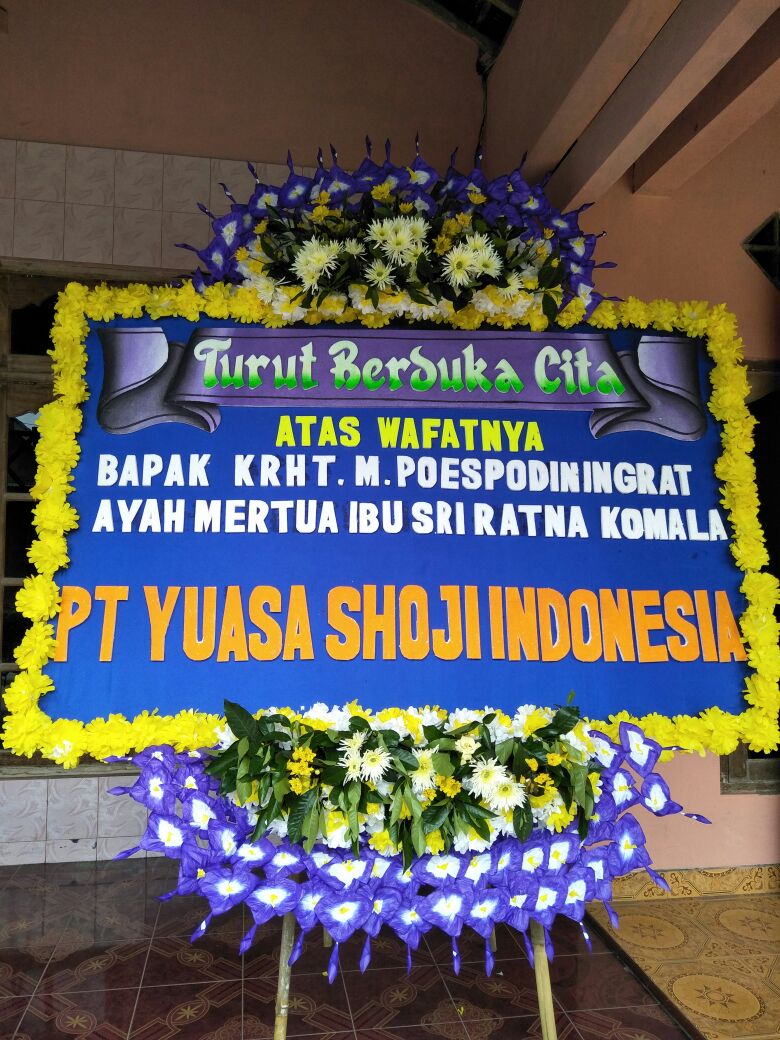 Turut Berduka Cita
ATAS WAFATNYA
BAPAK KRHT. M. POESPODININGRAT
AYAH MERTUA IBU SRI RATNA KOMALA
PT YUASA SHOJI INDONESIA